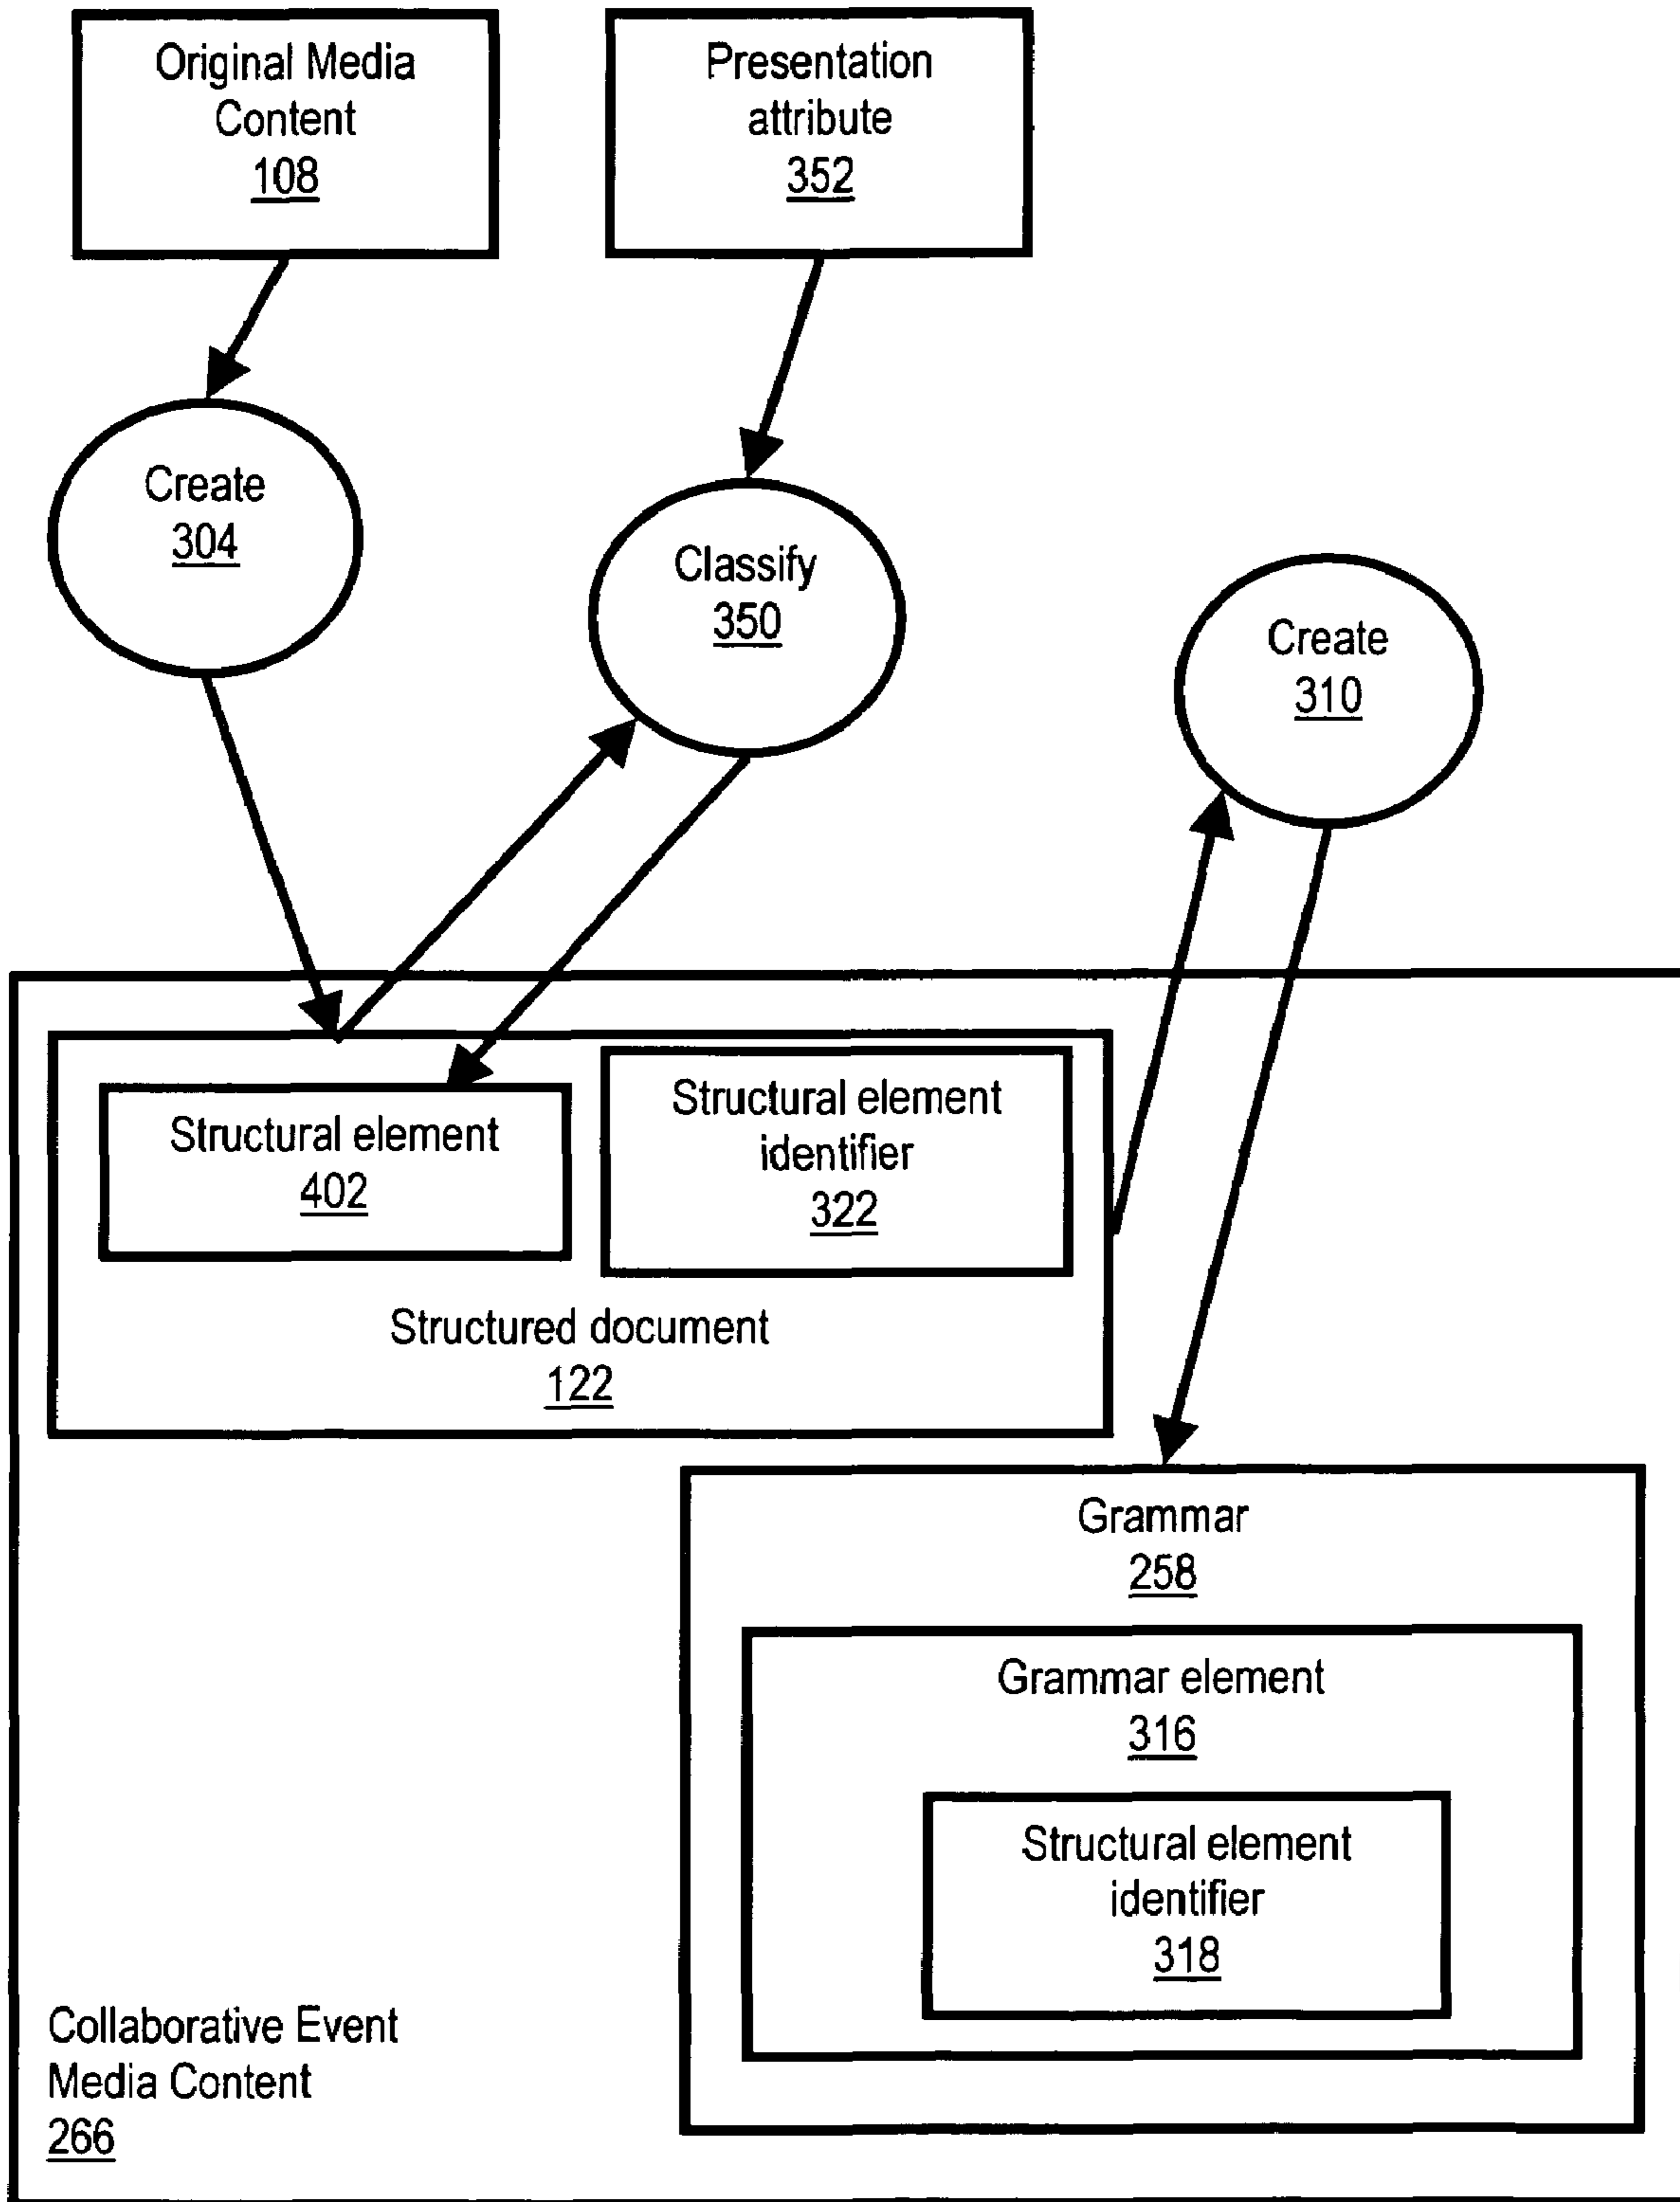 Original Media
Content
108
Presentation
attribute
352
Create
304
Classify
350
Create
310
Structural element
402
Structural element
identifier
322
Structured document
122
Grammar
258
Grammar element
316
Structural element
identifier
318
Collaborative Event
Media Content
266